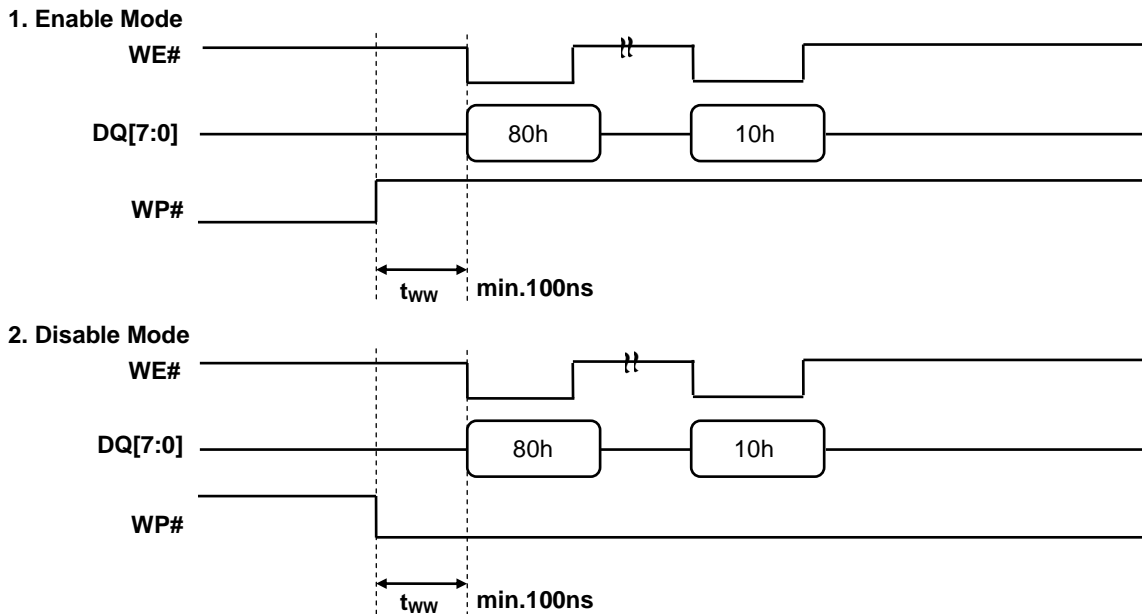 1. Enable Mode
WE#
DQ[7:0]
80h
10h
WP#
tWW
min.100ns
2. Disable Mode
WE#
DQ[7:0]
80h
10h
WP#
tWW
min.100ns